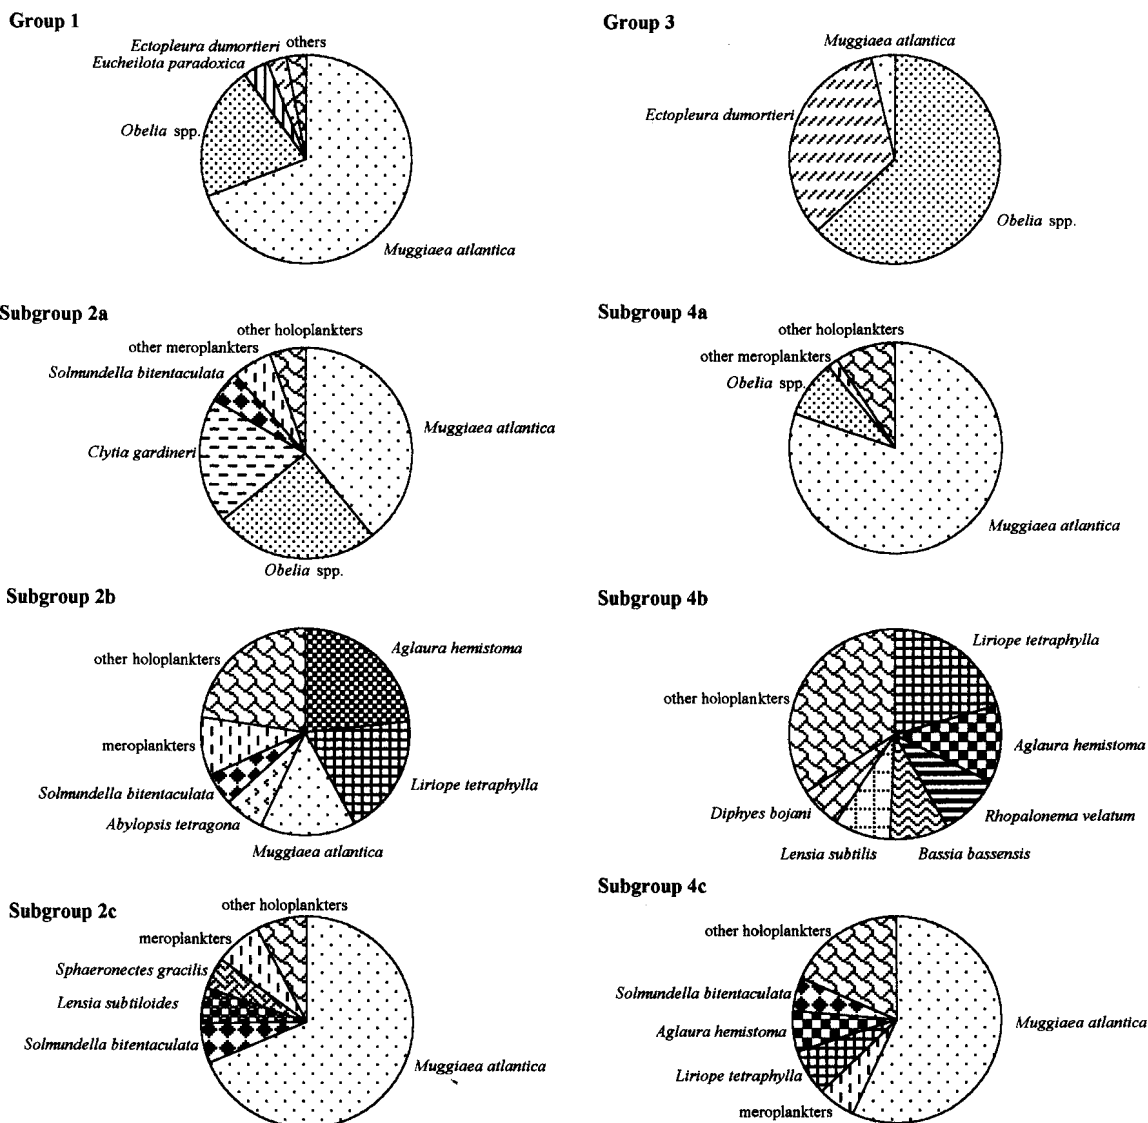 Group 1
Ectopleura dumortieri others
Eucheilota paradoxica
Obelia spp.
Muggiaea atlantica
Group 3
Muggiaea atlantica
Ectopleura dumortieri
Obelia spp.
Subgroup 2a
other holoplankters
other meroplankters
Solmundella bitentaculata
Muggiaea atlantica
Clytia gardineri
Obelia spp.
Subgroup 4a
other holoplankters
other meroplankters
Obelia spp.
Muggiaea atlantica
Subgroup 2b
Aglaura hemistoma
other holoplankters
meroplankters
Liriope tetraphylla
Solmundella bitentaculata
Abylopsis tetragona
Muggiaea atlantica
Subgroup 4b
Liriope tetraphylla
other holoplankters
Aglaura hemistoma
Diphyes bojani
Rhopalonema velatum
Lensia subtilis
Bassia bassensis
Subgroup 2c
other holoplankters
meroplankters
Sphaeronectes gracilis
Lensia subtiloides
Solmundella bitentaculata
Muggiaea atlantica
Subgroup 4c
other holoplankters
Solmundella bitentaculata
Muggiaea atlantica
Aglaura hemistoma
Liriope tetraphylla
meroplankters